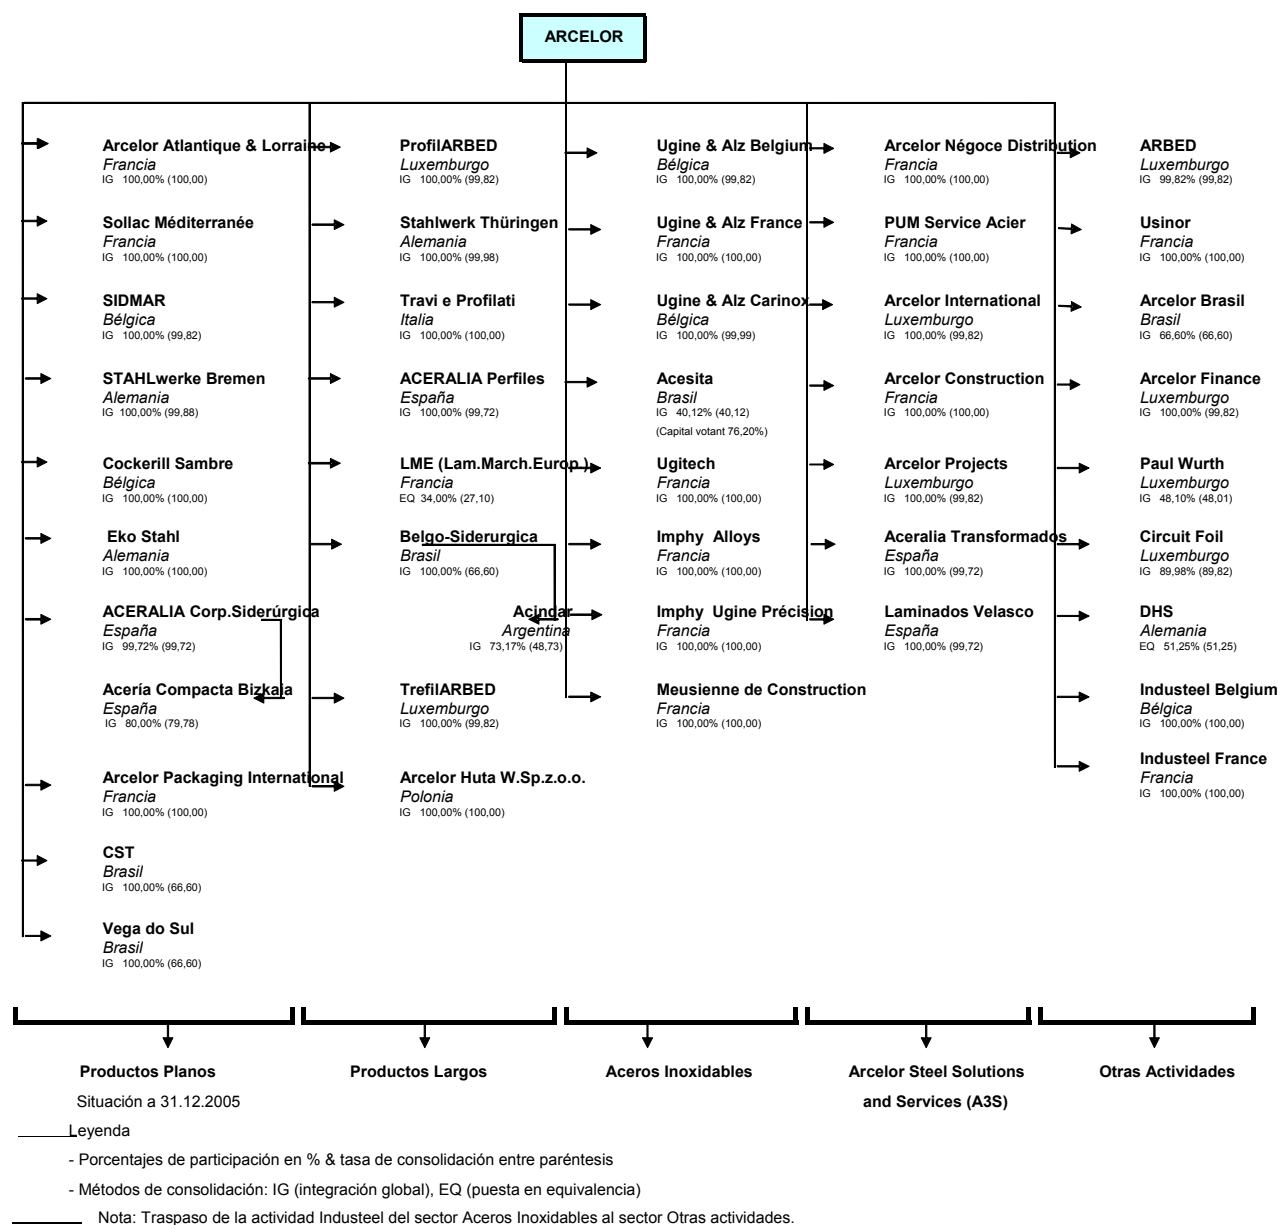 ARCELOR
Arcelor Atlantique & Lorraine
Francia
IG 100,00% (100,00)
Sollac Méditerranée
Francia
IG 100,00% (100,00)
SIDMAR
Bélgica
IG 100,00% (99,82)
STAHLwerke Bremen
Alemania
IG 100,00% (99,88)
Cockerill Sambre
Bélgica
IG 100,00% (100,00)
Eko Stahl
Alemania
IG 100,00% (100,00)
ACERALIA Corp.Siderúrgica
España
IG 99,72% (99,72)
Acería Compacta Bizkaia
España
IG 80,00% (79,78)
Arcelor Packaging International
Francia
IG 100,00% (100,00)
CST
Brasil
IG 100,00% (66,60)
Vega do Sul
Brasil
IG 100,00% (66,60)
ProfilARBED
Luxemburgo
IG 100,00% (99,82)
Stahlwerk Thüringen
Alemania
IG 100,00% (99,98)
Travi e Profilati
Italia
IG 100,00% (100,00)
ACERALIA Perfiles
España
IG 100,00% (99,72)
LME (Lam.March.Europ.)
Francia
EQ 34,00% (27,10)
Belgo-Siderurgica
Brasil
IG 100,00% (66,60)
Acindar
Argentina
IG 73,17% (48,73)
TrefilARBED
Luxemburgo
IG 100,00% (99,82)
Arcelor Huta W.Sp.z.o.o.
Polonia
IG 100,00% (100,00)
Ugine & Alz Belgium
Bélgica
IG 100,00% (99,82)
Ugine & Alz France
Francia
IG 100,00% (100,00)
Ugine & Alz Carinox
Bélgica
IG 100,00% (99,99)
Acesita
Brasil
IG 40,12% (40,12)
(Capital votant 76,20%)
Ugitech
Francia
IG 100,00% (100,00)
Imphy Alloys
Francia
IG 100,00% (100,00)
Imphy Ugine Précision
Francia
IG 100,00% (100,00)
Meusienne de Construction
Francia
IG 100,00% (100,00)
Arcelor Négoce Distribution
Francia
IG 100,00% (100,00)
PUM Service Acier
Francia
IG 100,00% (100,00)
Arcelor International
Luxemburgo
IG 100,00% (99,82)
Arcelor Construction
Francia
IG 100,00% (100,00)
Arcelor Projects
Luxemburgo
IG 100,00% (99,82)
Aceralia Transformados
España
IG 100,00% (99,72)
Laminados Velasco
España
IG 100,00% (99,72)
ARBED
Luxemburgo
IG 99,82% (99,82)
Usinor
Francia
IG 100,00% (100,00)
Arcelor Brasil
Brasil
IG 66,60% (66,60)
Arcelor Finance
Luxemburgo
IG 100,00% (99,82)
Paul Wurth
Luxemburgo
IG 48,10% (48,01)
Circuit Foil
Luxemburgo
IG 89,98% (89,82)
DHS
Alemania
EQ 51,25% (51,25)
Industeel Belgium
Bélgica
IG 100,00% (100,00)
Industeel France
Francia
IG 100,00% (100,00)
Productos Planos
Productos Largos
Aceros Inoxidables
Arcelor Steel Solutions
and Services (A3S)
Otras Actividades
Situación a 31.12.2005
Leyenda
- Porcentajes de participación en % & tasa de consolidación entre paréntesis
- Métodos de consolidación: IG (integración global), EQ (puesta en equivalencia)
Nota: Traspaso de la actividad Industeel del sector Aceros Inoxidables al sector Otras actividades.